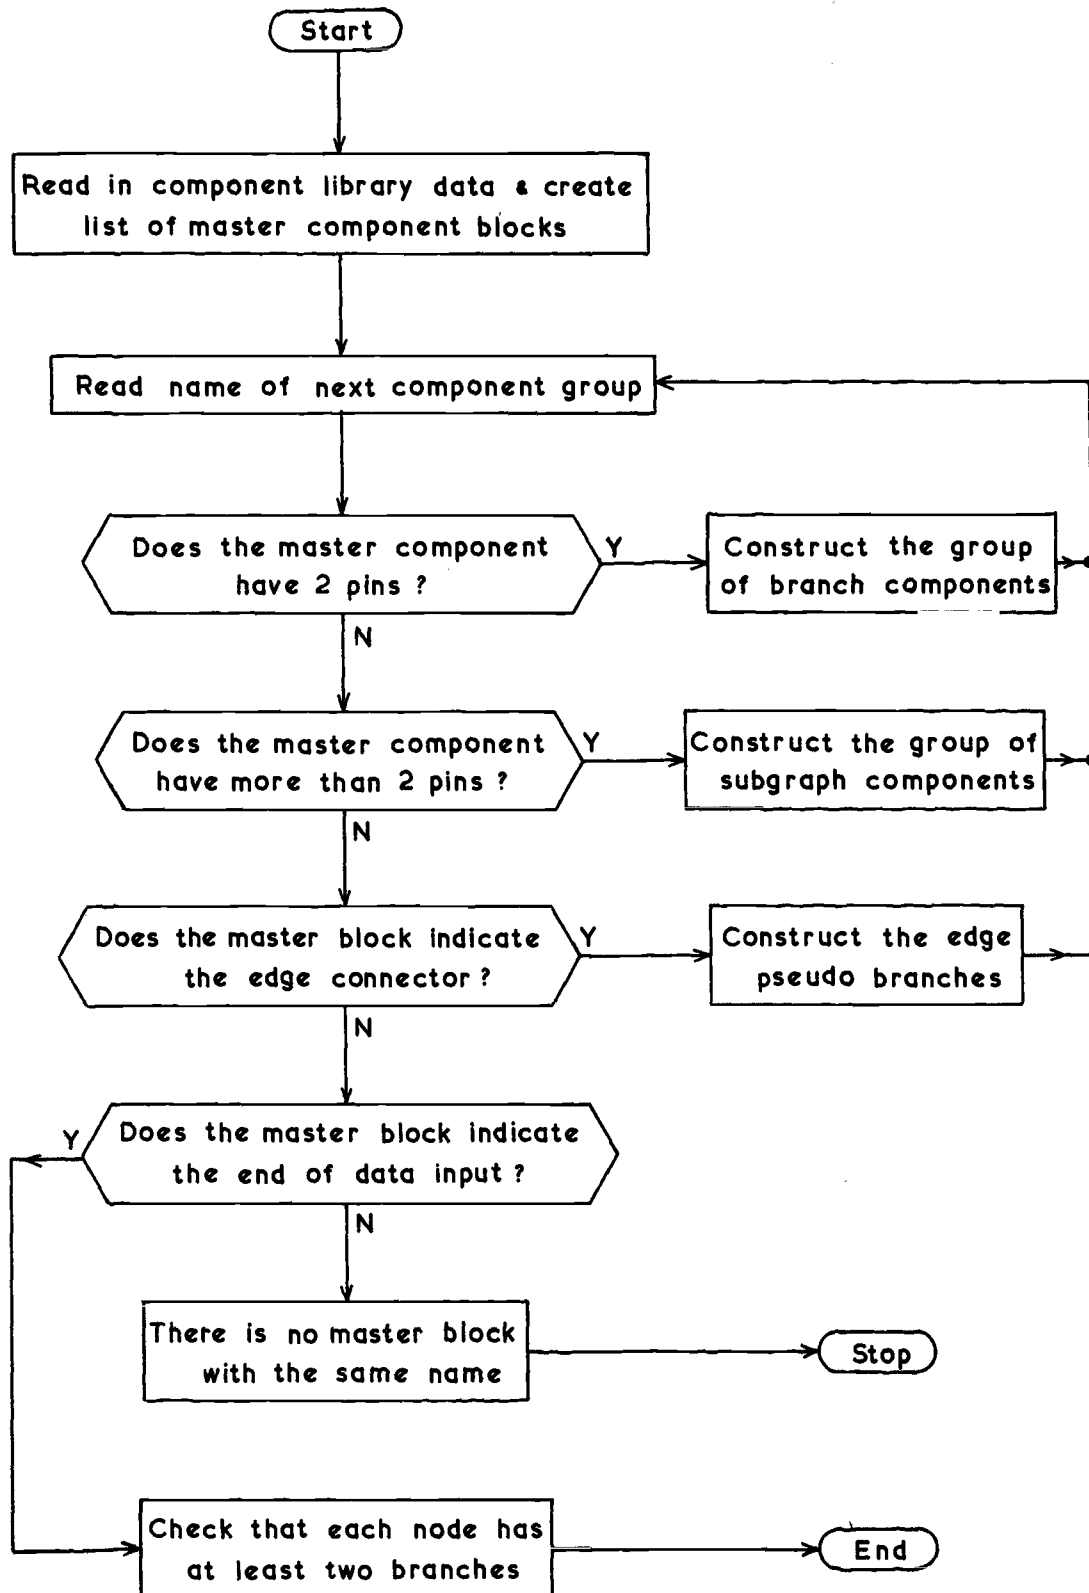 Start
Read in component library data & create
list of master component blocks
Read name of next component group
Does the master component
have 2 pins ?
Y
Construct the group
of branch components
N
Does the master component
have more than 2 pins ?
Y
Construct the group of
subgraph components
N
Does the master block indicate
the edge connector ?
Y
Construct the edge
pseudo branches
N
Y
Does the master block indicate
the end of data input ?
N
There is no master block
with the same name
Stop
Check that each node has
at least two branches
End